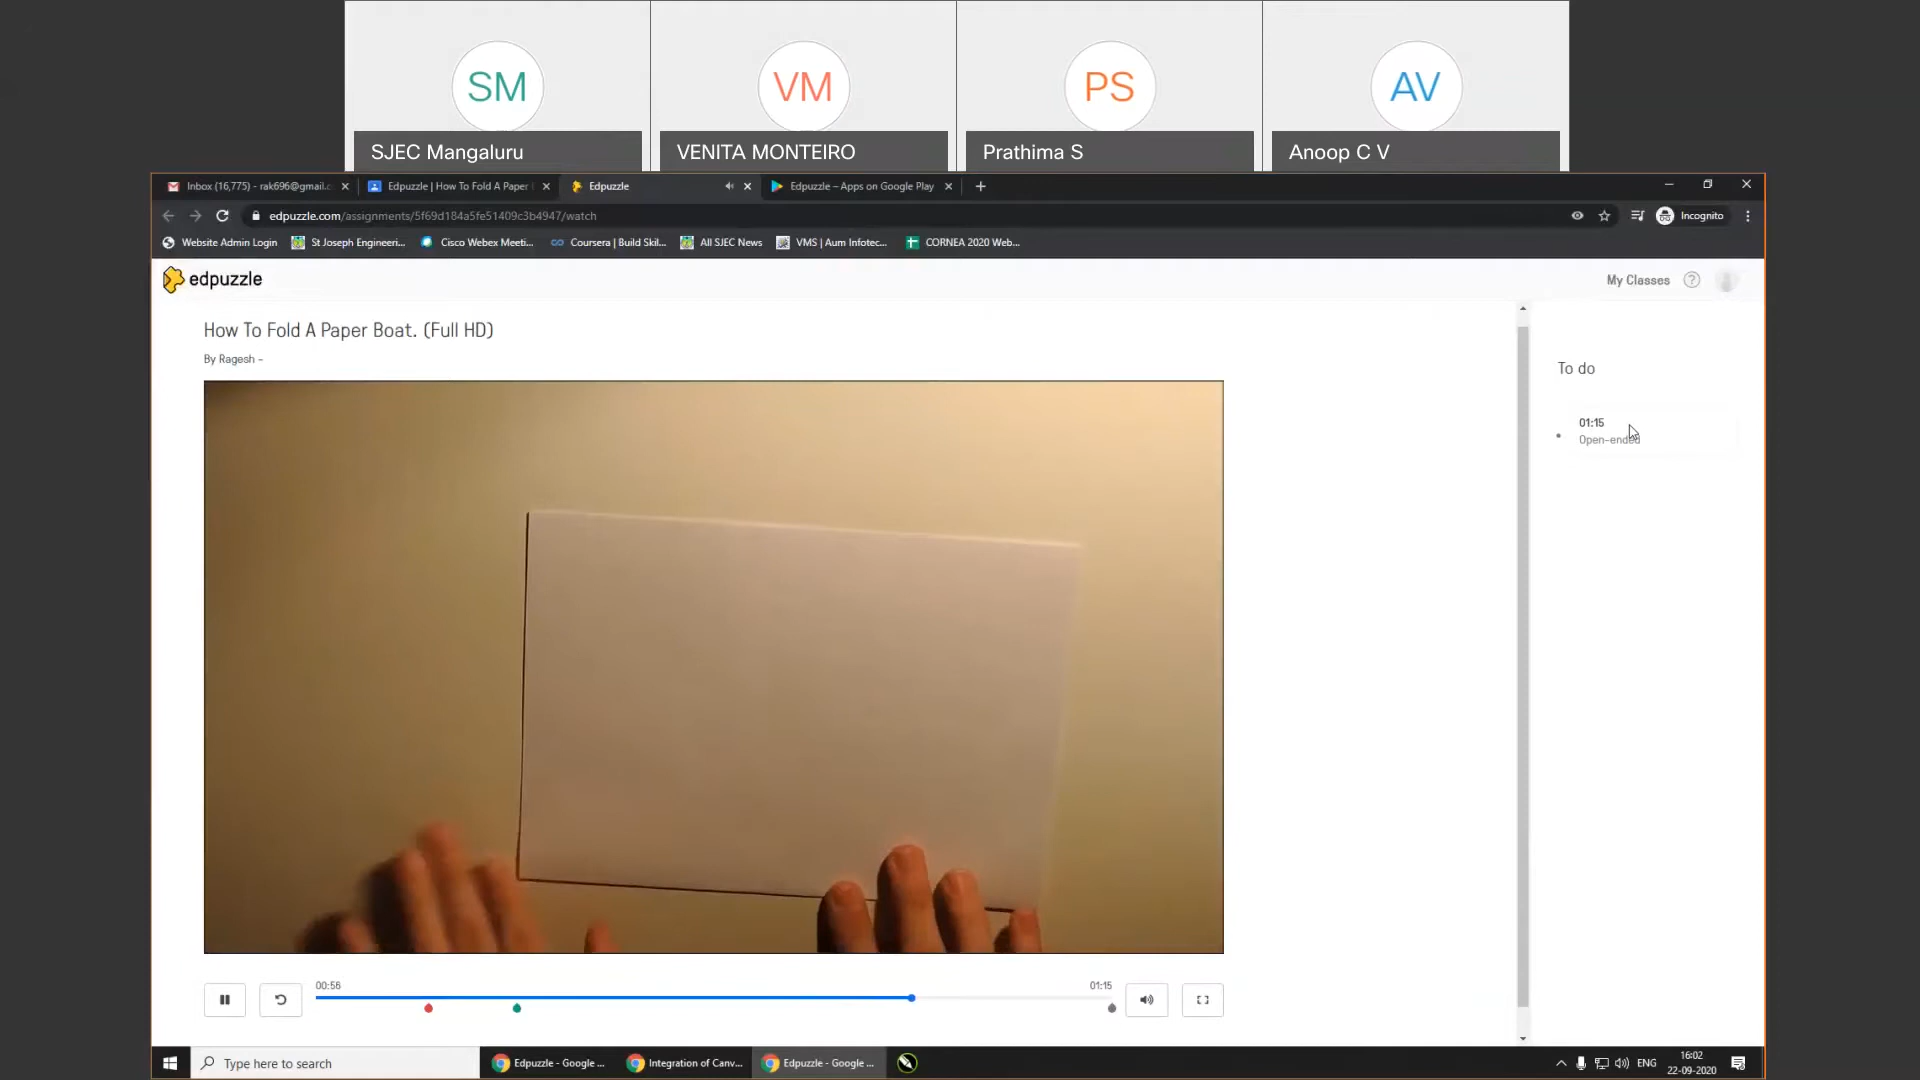 SM
VM
PS
AV
SJEC Mangaluru
VENITA MONTEIRO
Prathima S
Anoop C V
Inbox (16,775) - rak696@gmail.c
Edpuzzle | How To Fold A Paper
Edpuzzle
Edpuzzle – Apps on Google Play
edpuzzle.com/assignments/5f69d184a5fe51409c3b4947/watch
Incognito
Website Admin Login
St Joseph Engineeri...
Cisco Webex Meeti...
Coursera | Build Skil...
All SJEC News
VMS | Aum Infotec...
CORNEA 2020 Web...
edpuzzle
My Classes
?
How To Fold A Paper Boat. (Full HD)
By Ragesh -
To do
01:15
Open-ended
00:56
01:15
Type here to search
Edpuzzle - Google ...
Integration of Canv...
Edpuzzle - Google ...
ENG
16:02
22-09-2020